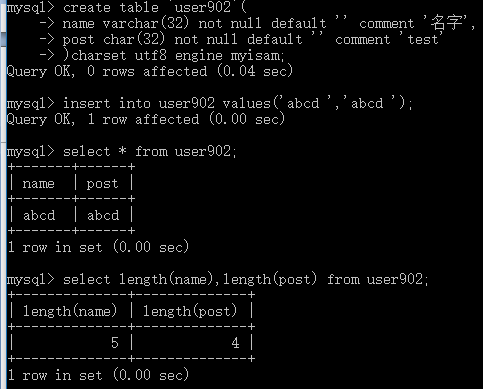 mysql> create table `user902`(
    -> name varchar(32) not null default '' comment '名字',
    -> post char(32) not null default '' comment 'test'
    -> )charset utf8 engine myisam;
Query OK, 0 rows affected (0.04 sec)

mysql> insert into user902 values('abcd ','abcd ');
Query OK, 1 row affected (0.00 sec)

mysql> select * from user902;
+-------+------+
| name  | post |
+-------+------+
| abcd  | abcd |
+-------+------+
1 row in set (0.00 sec)

mysql> select length(name),length(post) from user902;
+--------------+--------------+
| length(name) | length(post) |
+--------------+--------------+
|            5 |            4 |
+--------------+--------------+
1 row in set (0.00 sec)